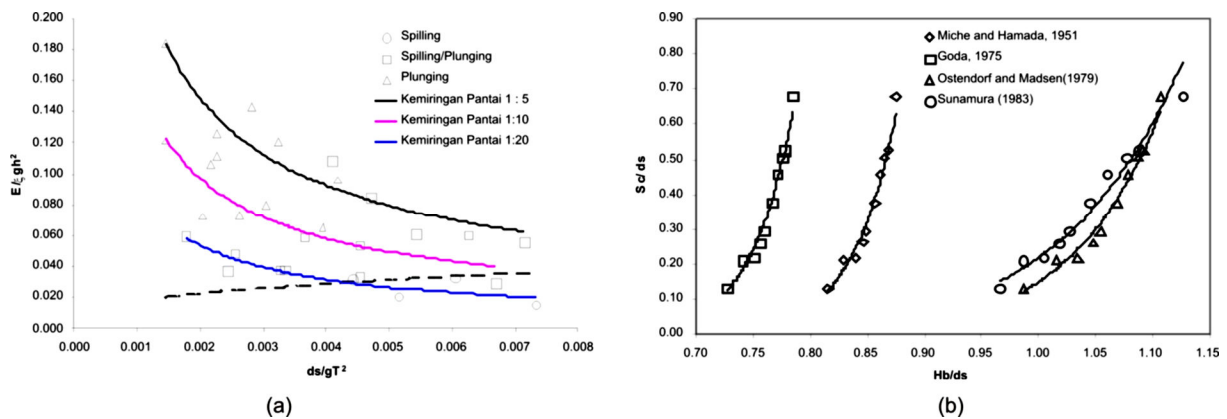 0.200
0.180
0.160
0.140
0.120
0.100
0.080
0.060
0.040
0.020
0.000
E/ξgh²
0.000
0.001
0.002
0.003
0.004
0.005
0.006
0.007
0.008
ds/gT²
Spilling
Spilling/Plunging
Plunging
Kemiringan Pantai 1 : 5
Kemiringan Pantai 1:10
Kemiringan Pantai 1:20
(a)
0.90
0.80
0.70
0.60
0.50
0.40
0.30
0.20
0.10
0.00
Sc/ds
0.70
0.75
0.80
0.85
0.90
0.95
1.00
1.05
1.10
1.15
Hb/ds
Miche and Hamada, 1951
Goda, 1975
Ostendorf and Madsen(1979)
Sunamura (1983)
(b)